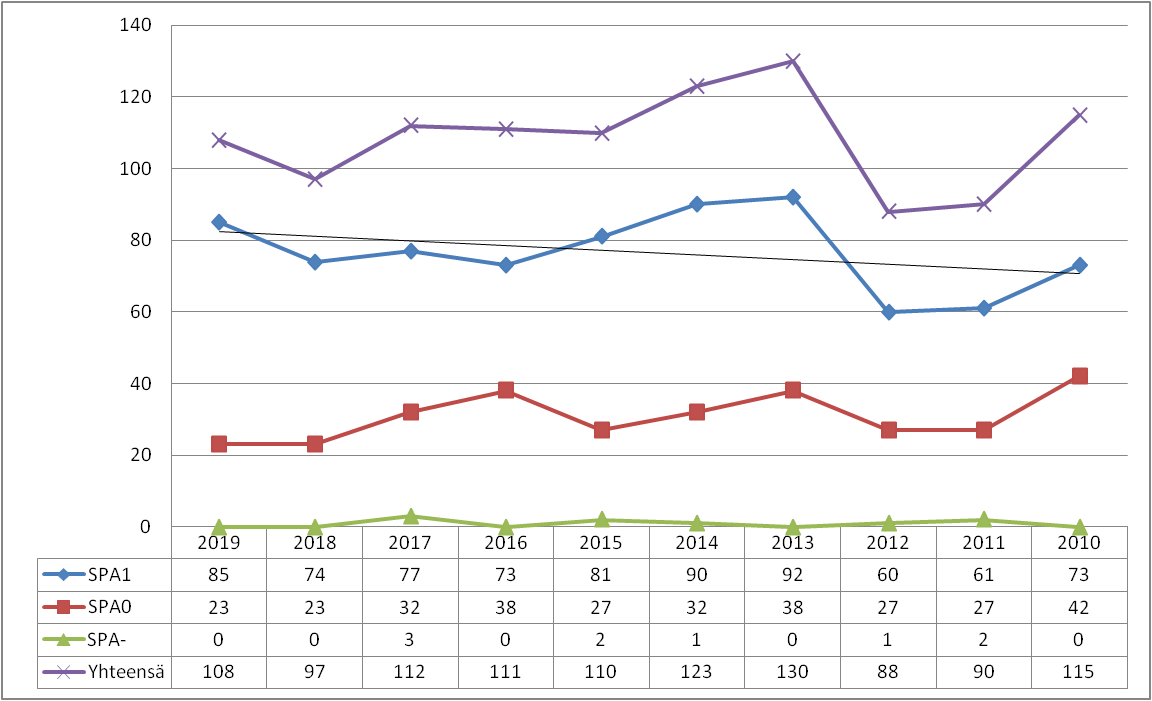 140
120
100
80
60
40
20
0
2019 2018 2017 2016 2015 2014 2013 2012 2011 2010
SPA1 85 74 77 73 81 90 92 60 61 73
SPA0 23 23 32 38 27 32 38 27 27 42
SPA- 0 0 3 0 2 1 0 1 2 0
Yhteensä 108 97 112 111 110 123 130 88 90 115